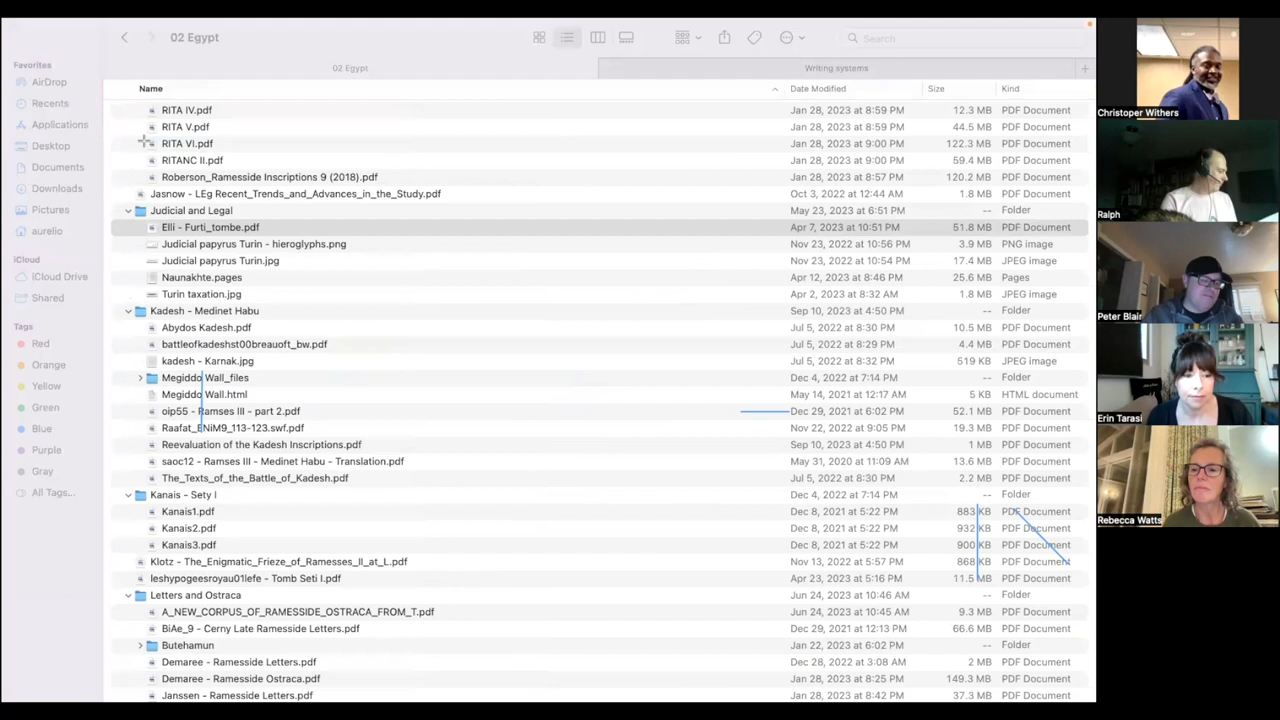 02 Egypt
Search
02 Egypt
Writing systems
Favorites
AirDrop
Recents
Applications
Desktop
Documents
Downloads
Pictures
aurelio
iCloud
iCloud Drive
Shared
Tags
Red
Orange
Yellow
Green
Blue
Purple
Gray
All Tags...
Name Date Modified Size Kind
RITA IV.pdf Jan 28, 2023 at 8:59 PM 12.3 MB PDF Document
RITA V.pdf Jan 28, 2023 at 8:59 PM 44.5 MB PDF Document
RITA VI.pdf Jan 28, 2023 at 9:00 PM 122.3 MB PDF Document
RITANC II.pdf Jan 28, 2023 at 9:00 PM 59.4 MB PDF Document
Roberson_Ramesside Inscriptions 9 (2018).pdf Jan 28, 2023 at 8:57 PM 120.2 MB PDF Document
Jasnow - LEg Recent_Trends_and_Advances_in_the_Study.pdf Oct 3, 2022 at 12:44 AM 1.8 MB PDF Document
Judicial and Legal May 23, 2023 at 6:51 PM -- Folder
Elli - Furti_tombe.pdf Apr 7, 2023 at 10:51 PM 51.8 MB PDF Document
Judicial papyrus Turin - hieroglyphs.png Nov 23, 2022 at 10:56 PM 3.9 MB PNG image
Judicial papyrus Turin.jpg Nov 23, 2022 at 10:54 PM 17.4 MB JPEG image
Naunakhte.pages Apr 12, 2023 at 8:46 PM 25.6 MB Pages
Turin taxation.jpg Apr 2, 2023 at 8:32 AM 1.8 MB JPEG image
Kadesh - Medinet Habu Sep 10, 2023 at 4:50 PM -- Folder
Abydos Kadesh.pdf Jul 5, 2022 at 8:30 PM 10.5 MB PDF Document
battleofkadeshst00breauoft_bw.pdf Jul 5, 2022 at 8:29 PM 4.4 MB PDF Document
kadesh - Karnak.jpg Jul 5, 2022 at 8:32 PM 519 KB JPEG image
Megiddo Wall_files Dec 4, 2022 at 7:14 PM -- Folder
Megiddo Wall.html May 14, 2021 at 12:17 AM 5 KB HTML document
oip55 - Ramses III - part 2.pdf Dec 29, 2021 at 6:02 PM 52.1 MB PDF Document
Raafat_ENiM9_113-123.swf.pdf Nov 22, 2022 at 9:05 PM 19.3 MB PDF Document
Reevaluation of the Kadesh Inscriptions.pdf Sep 10, 2023 at 4:50 PM 1 MB PDF Document
saoc12 - Ramses III - Medinet Habu - Translation.pdf May 31, 2020 at 11:09 AM 13.6 MB PDF Document
The_Texts_of_the_Battle_of_Kadesh.pdf Jul 5, 2022 at 8:30 PM 2.2 MB PDF Document
Kanais - Sety I Dec 4, 2022 at 7:14 PM -- Folder
Kanais1.pdf Dec 8, 2021 at 5:22 PM 883 KB PDF Document
Kanais2.pdf Dec 8, 2021 at 5:22 PM 932 KB PDF Document
Kanais3.pdf Dec 8, 2021 at 5:22 PM 900 KB PDF Document
Klotz - The_Enigmatic_Frieze_of_Ramesses_II_at_L.pdf Nov 13, 2022 at 5:57 PM 868 KB PDF Document
leshypogeesroyau01lefe - Tomb Seti I.pdf Apr 23, 2023 at 5:16 PM 11.5 MB PDF Document
Letters and Ostraca Jun 24, 2023 at 10:46 AM -- Folder
A_NEW_CORPUS_OF_RAMESSIDE_OSTRACA_FROM_T.pdf Jun 24, 2023 at 10:45 AM 9.3 MB PDF Document
BiAe_9 - Cerny Late Ramesside Letters.pdf Dec 29, 2021 at 12:13 PM 66.6 MB PDF Document
Butehamun Jan 22, 2023 at 6:02 PM -- Folder
Demaree - Ramesside Letters.pdf Dec 28, 2022 at 3:08 AM 2 MB PDF Document
Demaree - Ramesside Ostraca.pdf Jan 28, 2023 at 8:25 PM 149.3 MB PDF Document
Janssen - Ramesside Letters.pdf Jan 28, 2023 at 8:42 PM 37.3 MB PDF Document
Christoper Withers
Ralph
Peter Blair
Erin Tarasi
Rebecca Watts